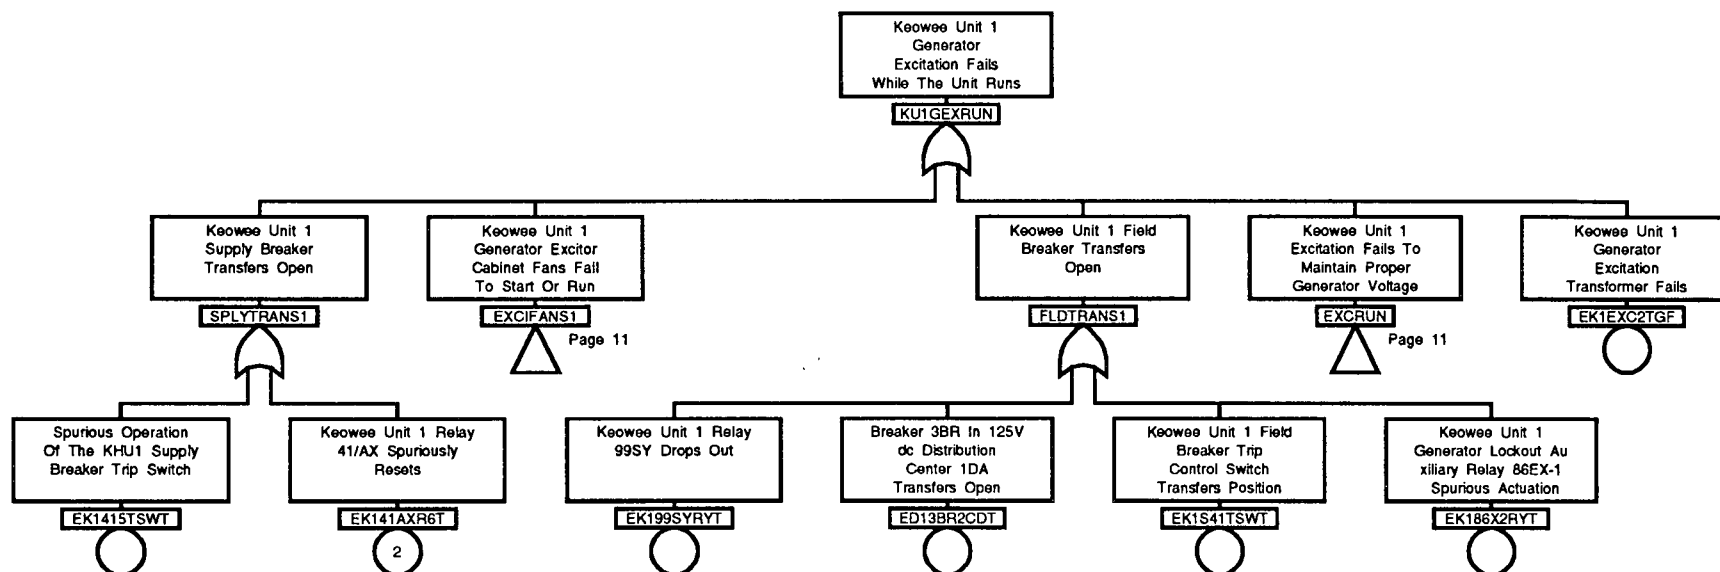 Keowee Unit 1
Generator
Excitation Fails
While The Unit Runs
KU1GEXRUN
Keowee Unit 1
Supply Breaker
Transfers Open
SPLYTRANS1
Keowee Unit 1
Generator Excitor
Cabinet Fans Fail
To Start Or Run
EXCIFANS1
Page 11
Keowee Unit 1 Field
Breaker Transfers
Open
FLDTRANS1
Keowee Unit 1
Excitation Fails To
Maintain Proper
Generator Voltage
EXCRUN
Page 11
Keowee Unit 1
Generator
Excitation
Transformer Fails
EK1EXC2TGF
Spurious Operation
Of The KHU1 Supply
Breaker Trip Switch
EK1415TSWT
Keowee Unit 1 Relay
41/AX Spuriously
Resets
EK141AXR6T
2
Keowee Unit 1 Relay
99SY Drops Out
EK199SYRYT
Breaker 3BR In 125V
dc Distribution
Center 1DA
Transfers Open
ED13BR2CDT
Keowee Unit 1 Field
Breaker Trip
Control Switch
Transfers Position
EK1S41TSWT
Keowee Unit 1
Generator Lockout Au
xiliary Relay 86EX-1
Spurious Actuation
EK186X2RYT